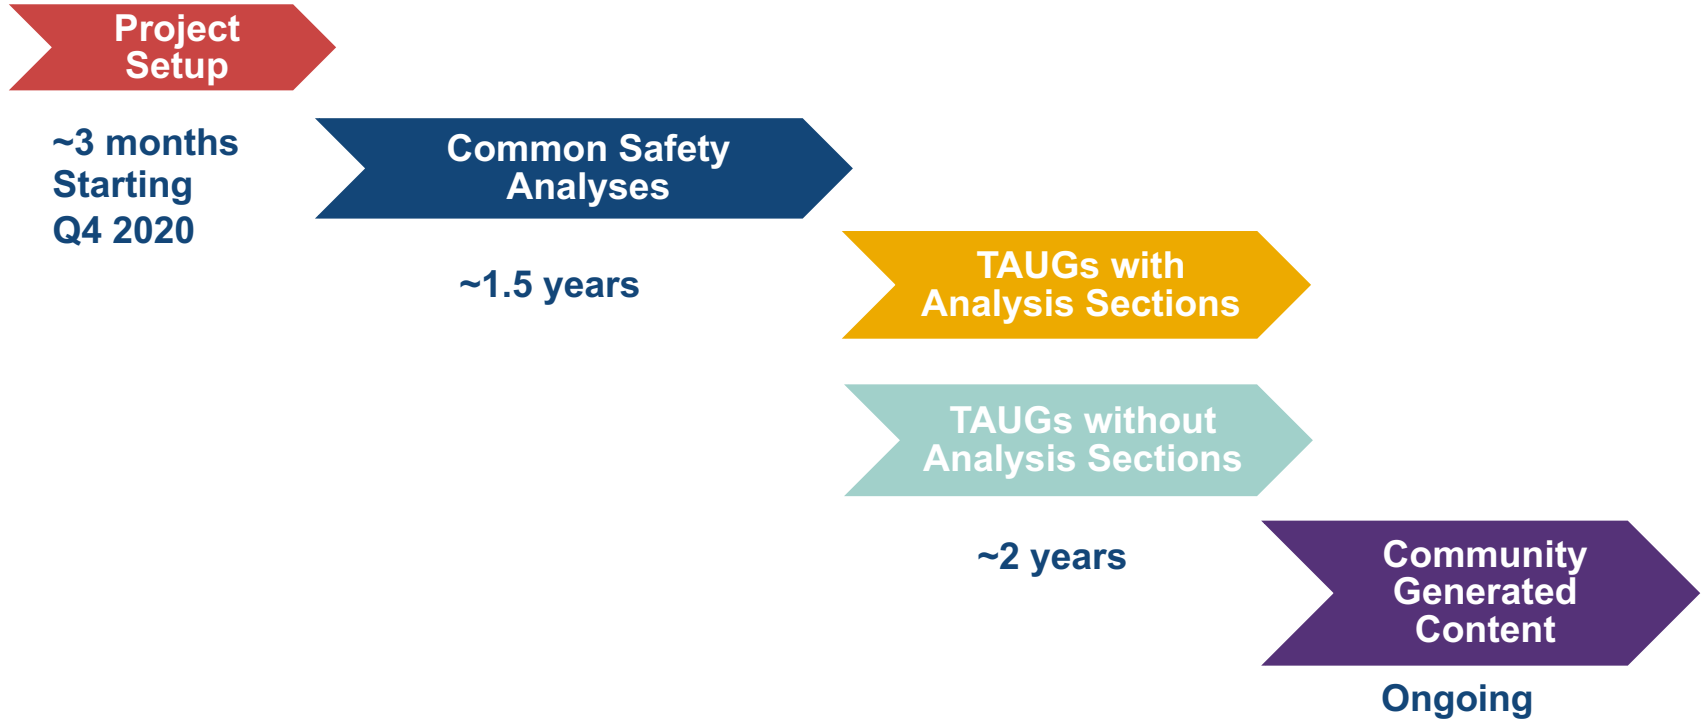 Project
Setup
~3 months
Starting
Q4 2020
Common Safety
Analyses
~1.5 years
TAUGs with
Analysis Sections
TAUGs without
Analysis Sections
~2 years
Community
Generated
Content
Ongoing